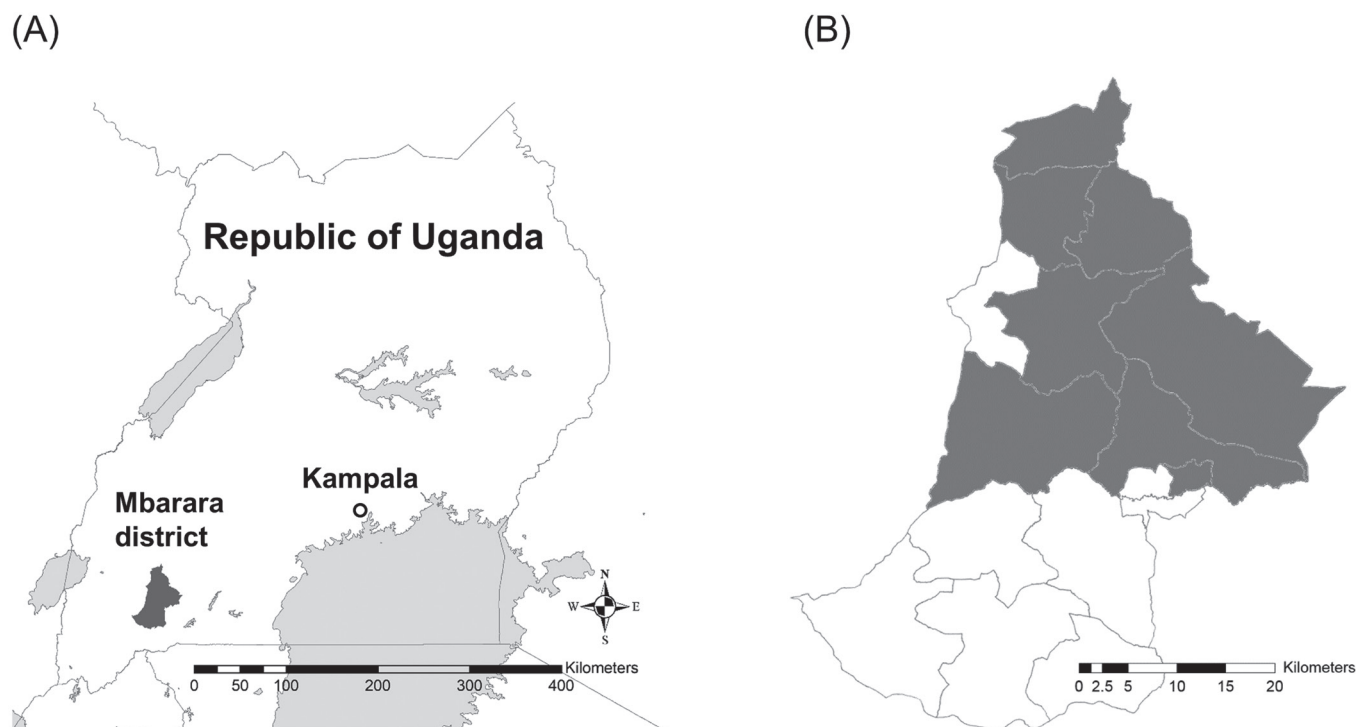 (A)
(B)
Republic of Uganda
Kampala
Mbarara
district
N
W E
S
Kilometers
0 50 100 200 300 400
Kilometers
0 2.5 5 10 15 20